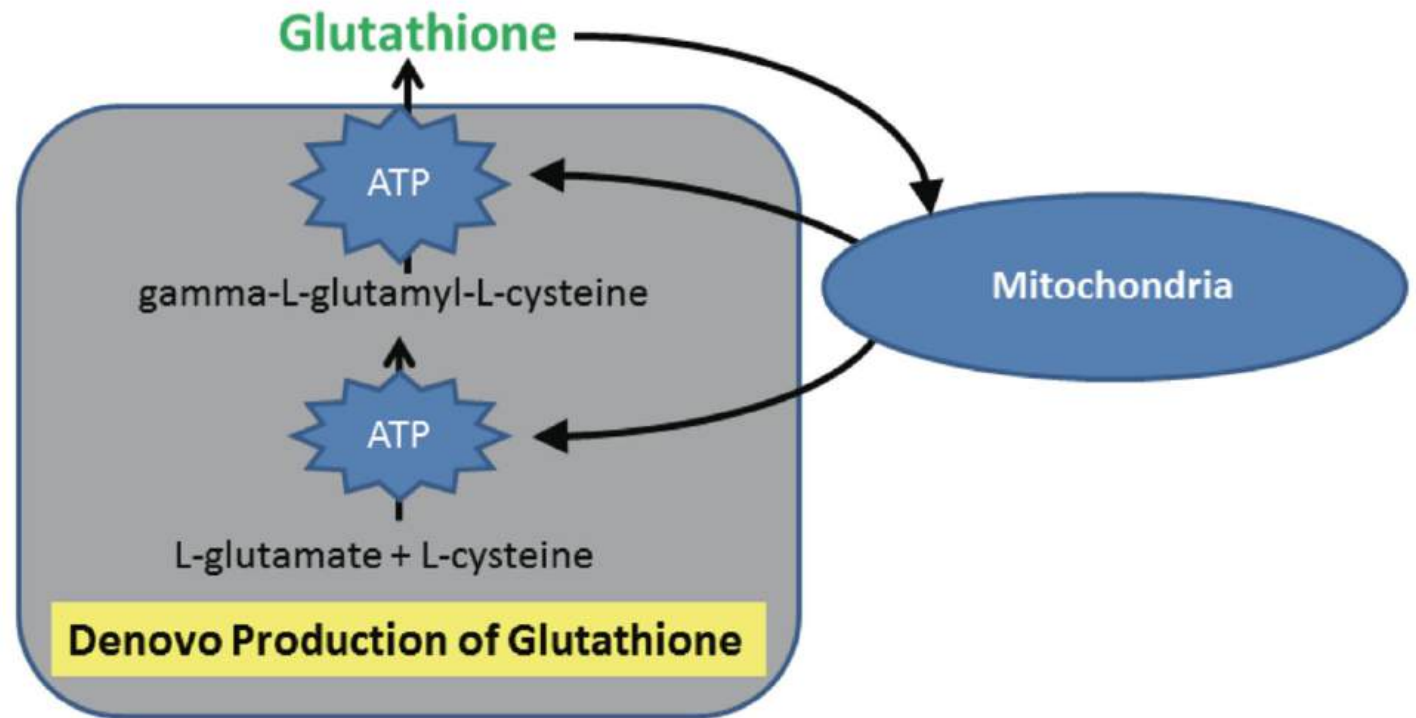 Glutathione
ATP
gamma-L-glutamyl-L-cysteine
Mitochondria
ATP
L-glutamate + L-cysteine
Denovo Production of Glutathione